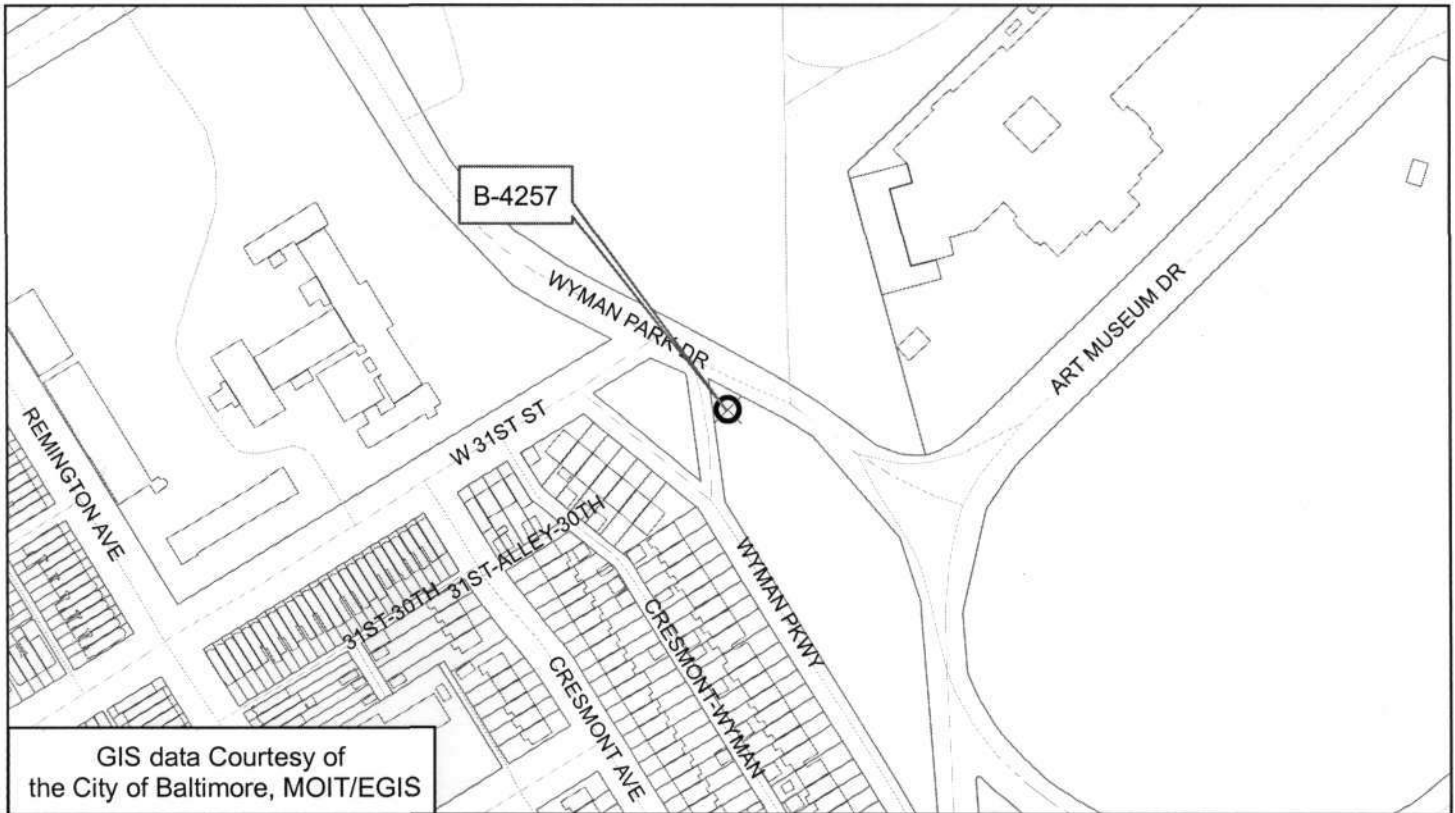 B-4257
WYMAN PARK DR
ART MUSEUM DR
W 31ST ST
REMINGTON AVE
31ST-30TH
31ST-ALLEY-30TH
WYMAN PKWY
CRESMONT-WYMAN
CRESMONT AVE
GIS data Courtesy of
the City of Baltimore, MOIT/EGIS